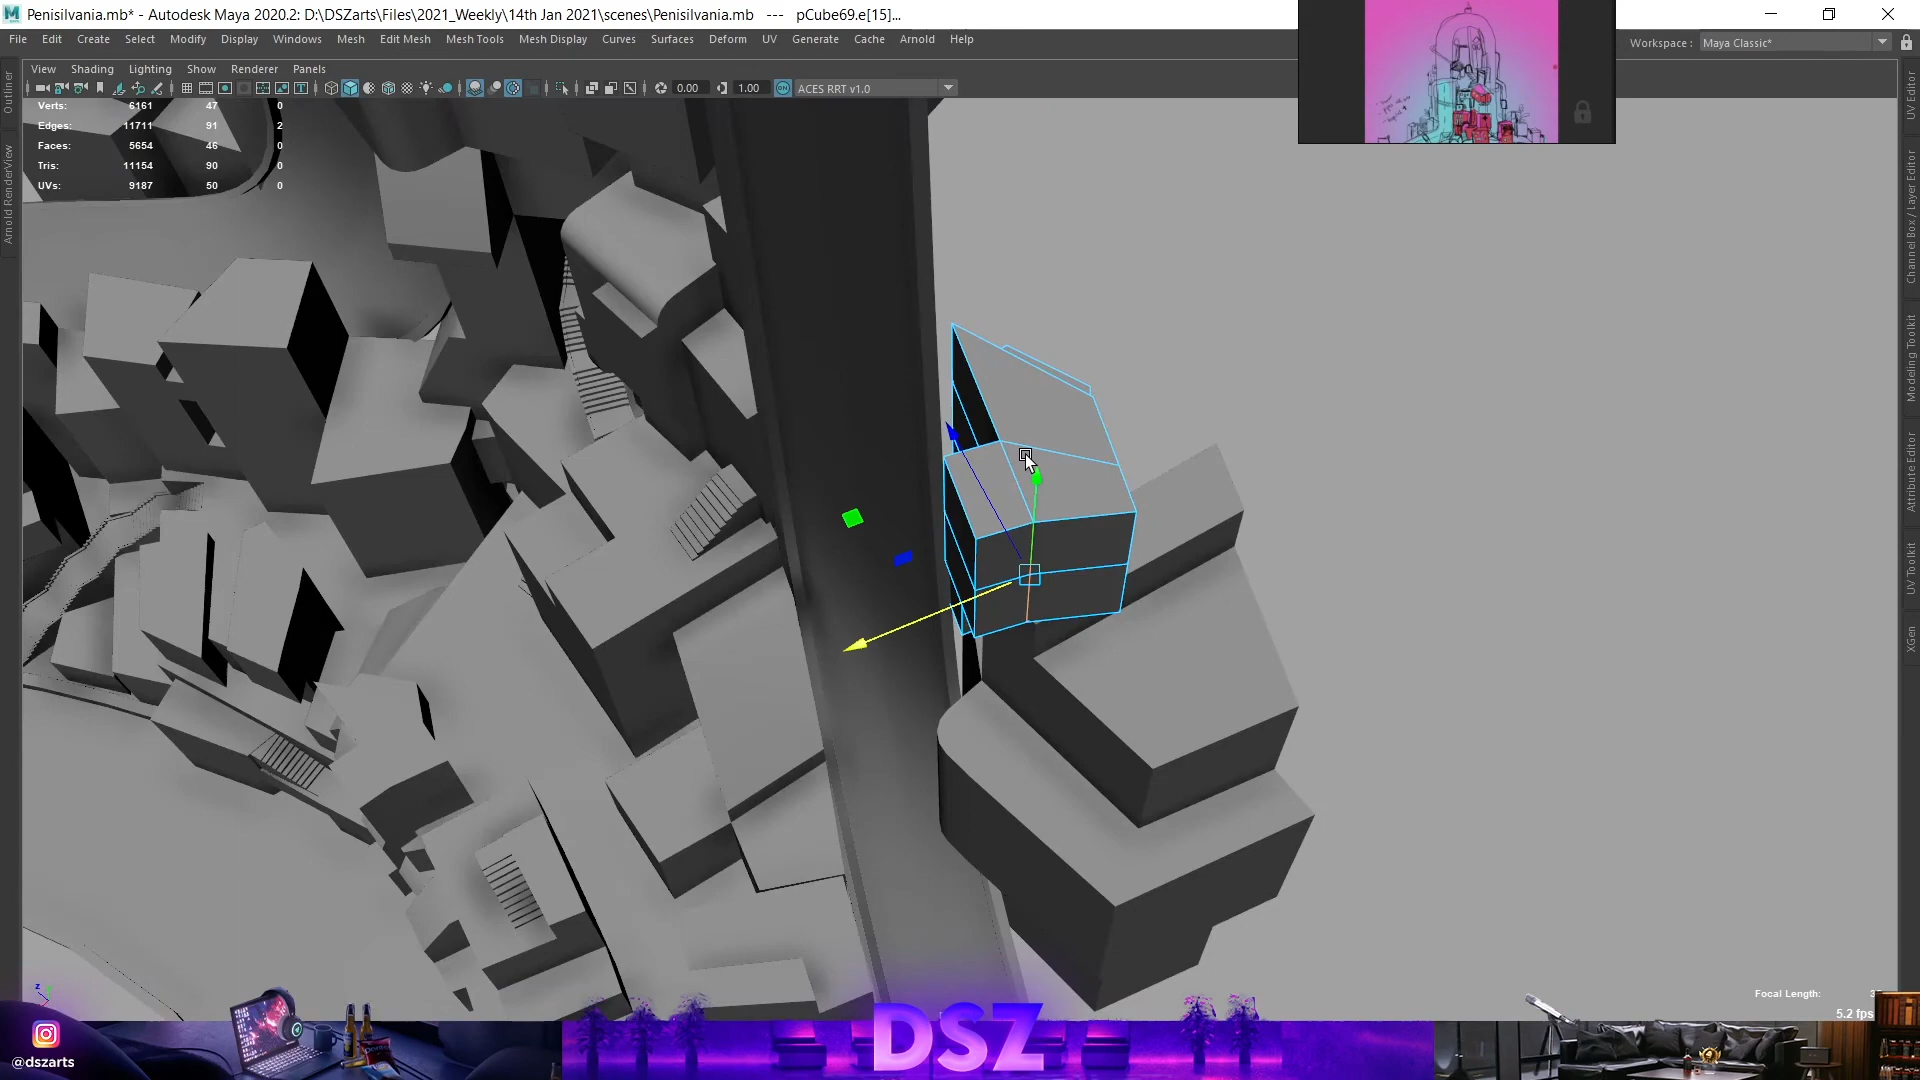 Penisilvania.mb* - Autodesk Maya 2020.2: D:\DSZarts\Files\2021_Weekly\14th Jan 2021\scenes\Penisilvania.mb   ---   pCube69.e[15]...
File Edit Create Select Modify Display Windows Mesh Edit Mesh Mesh Tools Mesh Display Curves Surfaces Deform UV Generate Cache Arnold Help
Workspace : Maya Classic*
View Shading Lighting Show Renderer Panels
0.00 1.00 ON ACES RRT v1.0
Verts: 6161 47 0
Edges: 11711 91 2
Faces: 5654 46 0
Tris: 11154 90 0
UVs: 9187 50 0
Outliner
Arnold RenderView
UV Editor
Channel Box / Layer Editor
Modeling Toolkit
Attribute Editor
UV Toolkit
XGen
z
Focal Length:
5.2 fps
DSZ
@dszarts